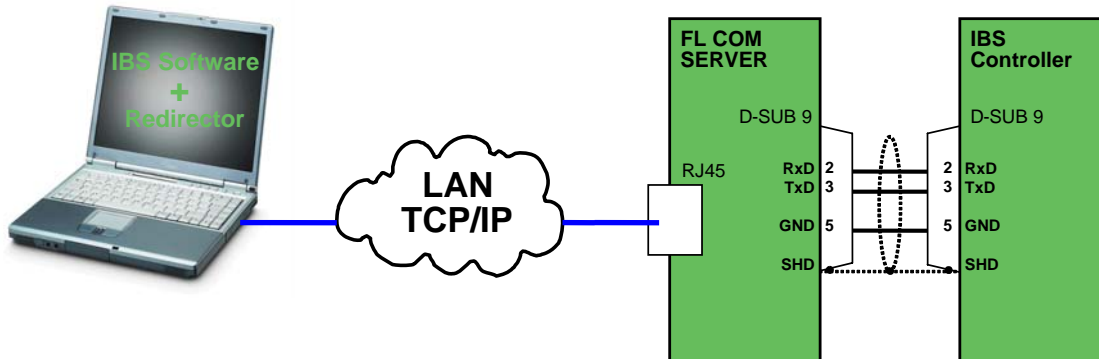 IBS Software
+
Redirector
LAN
TCP/IP
FL COM
SERVER
D-SUB 9
RJ45
RxD 2
TxD 3
GND 5
SHD
IBS
Controller
D-SUB 9
2 RxD
3 TxD
5 GND
SHD